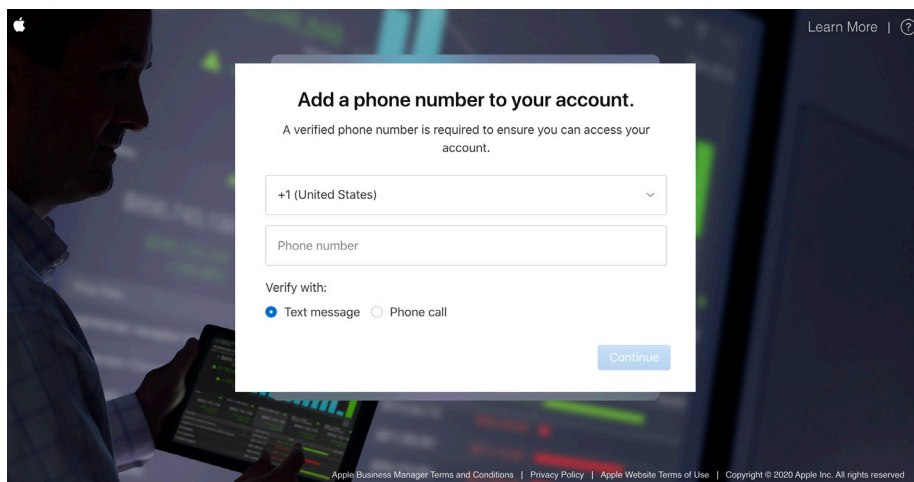 Learn More | ?
Add a phone number to your account.
A verified phone number is required to ensure you can access your
account.
+1 (United States)
Phone number
Verify with:
Text message Phone call
Continue
Apple Business Manager Terms and Conditions | Privacy Policy | Apple Website Terms of Use | Copyright © 2020 Apple Inc. All rights reserved